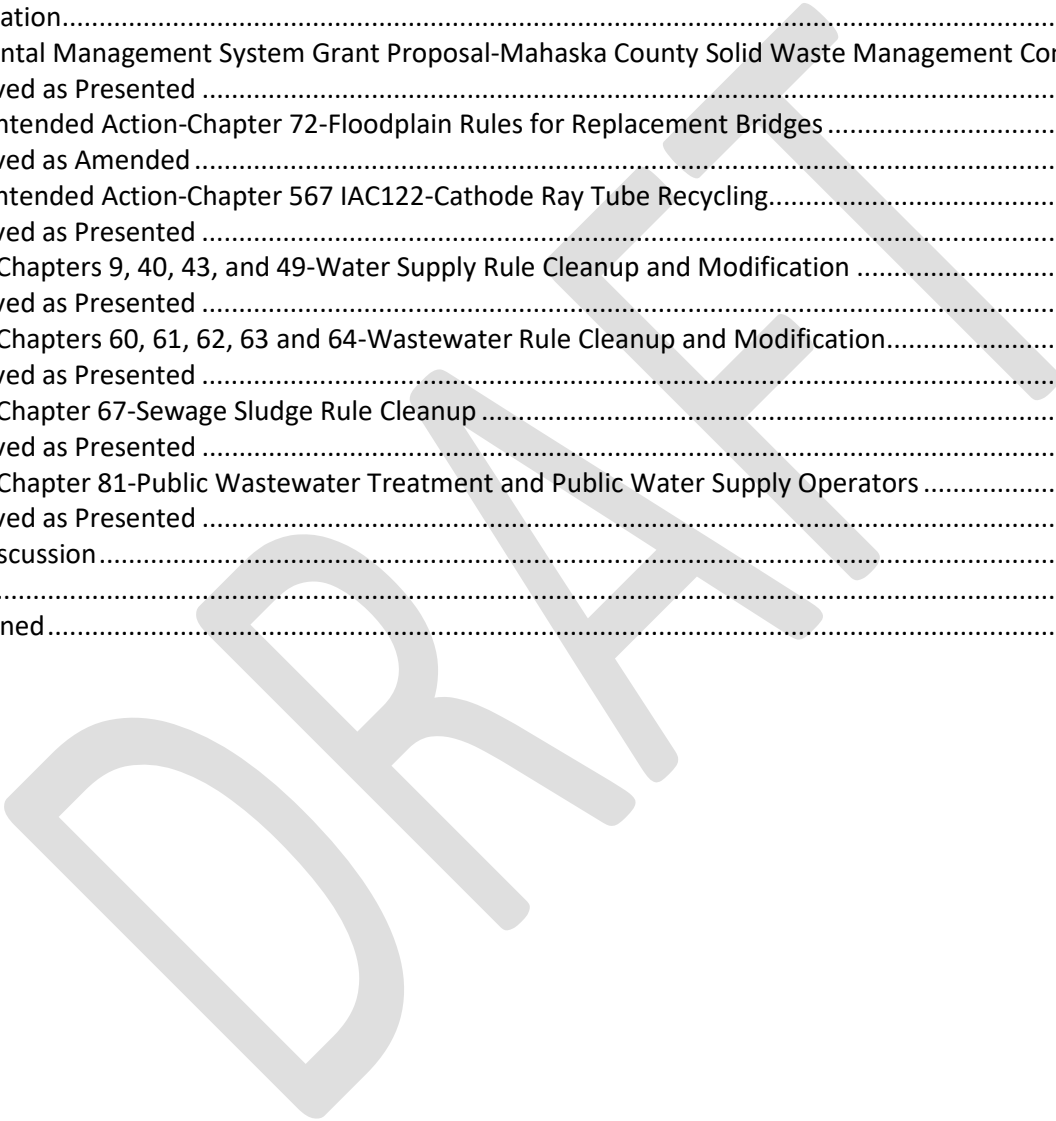 ation....................................................................................................
ntal Management System Grant Proposal-Mahaska County Solid Waste Management Co
ved as Presented ....................................................................................................
ntended Action-Chapter 72-Floodplain Rules for Replacement Bridges ..............................
ved as Amended ....................................................................................................
ntended Action-Chapter 567 IAC122-Cathode Ray Tube Recycling........................................
ved as Presented ....................................................................................................
Chapters 9, 40, 43, and 49-Water Supply Rule Cleanup and Modification ..........................
ved as Presented ....................................................................................................
Chapters 60, 61, 62, 63 and 64-Wastewater Rule Cleanup and Modification......................
ved as Presented ....................................................................................................
Chapter 67-Sewage Sludge Rule Cleanup ..............................................................................
ved as Presented ....................................................................................................
Chapter 81-Public Wastewater Treatment and Public Water Supply Operators ..................
ved as Presented ....................................................................................................
scussion....................................................................................................
....................................................................................................
ned....................................................................................................
DRAFT